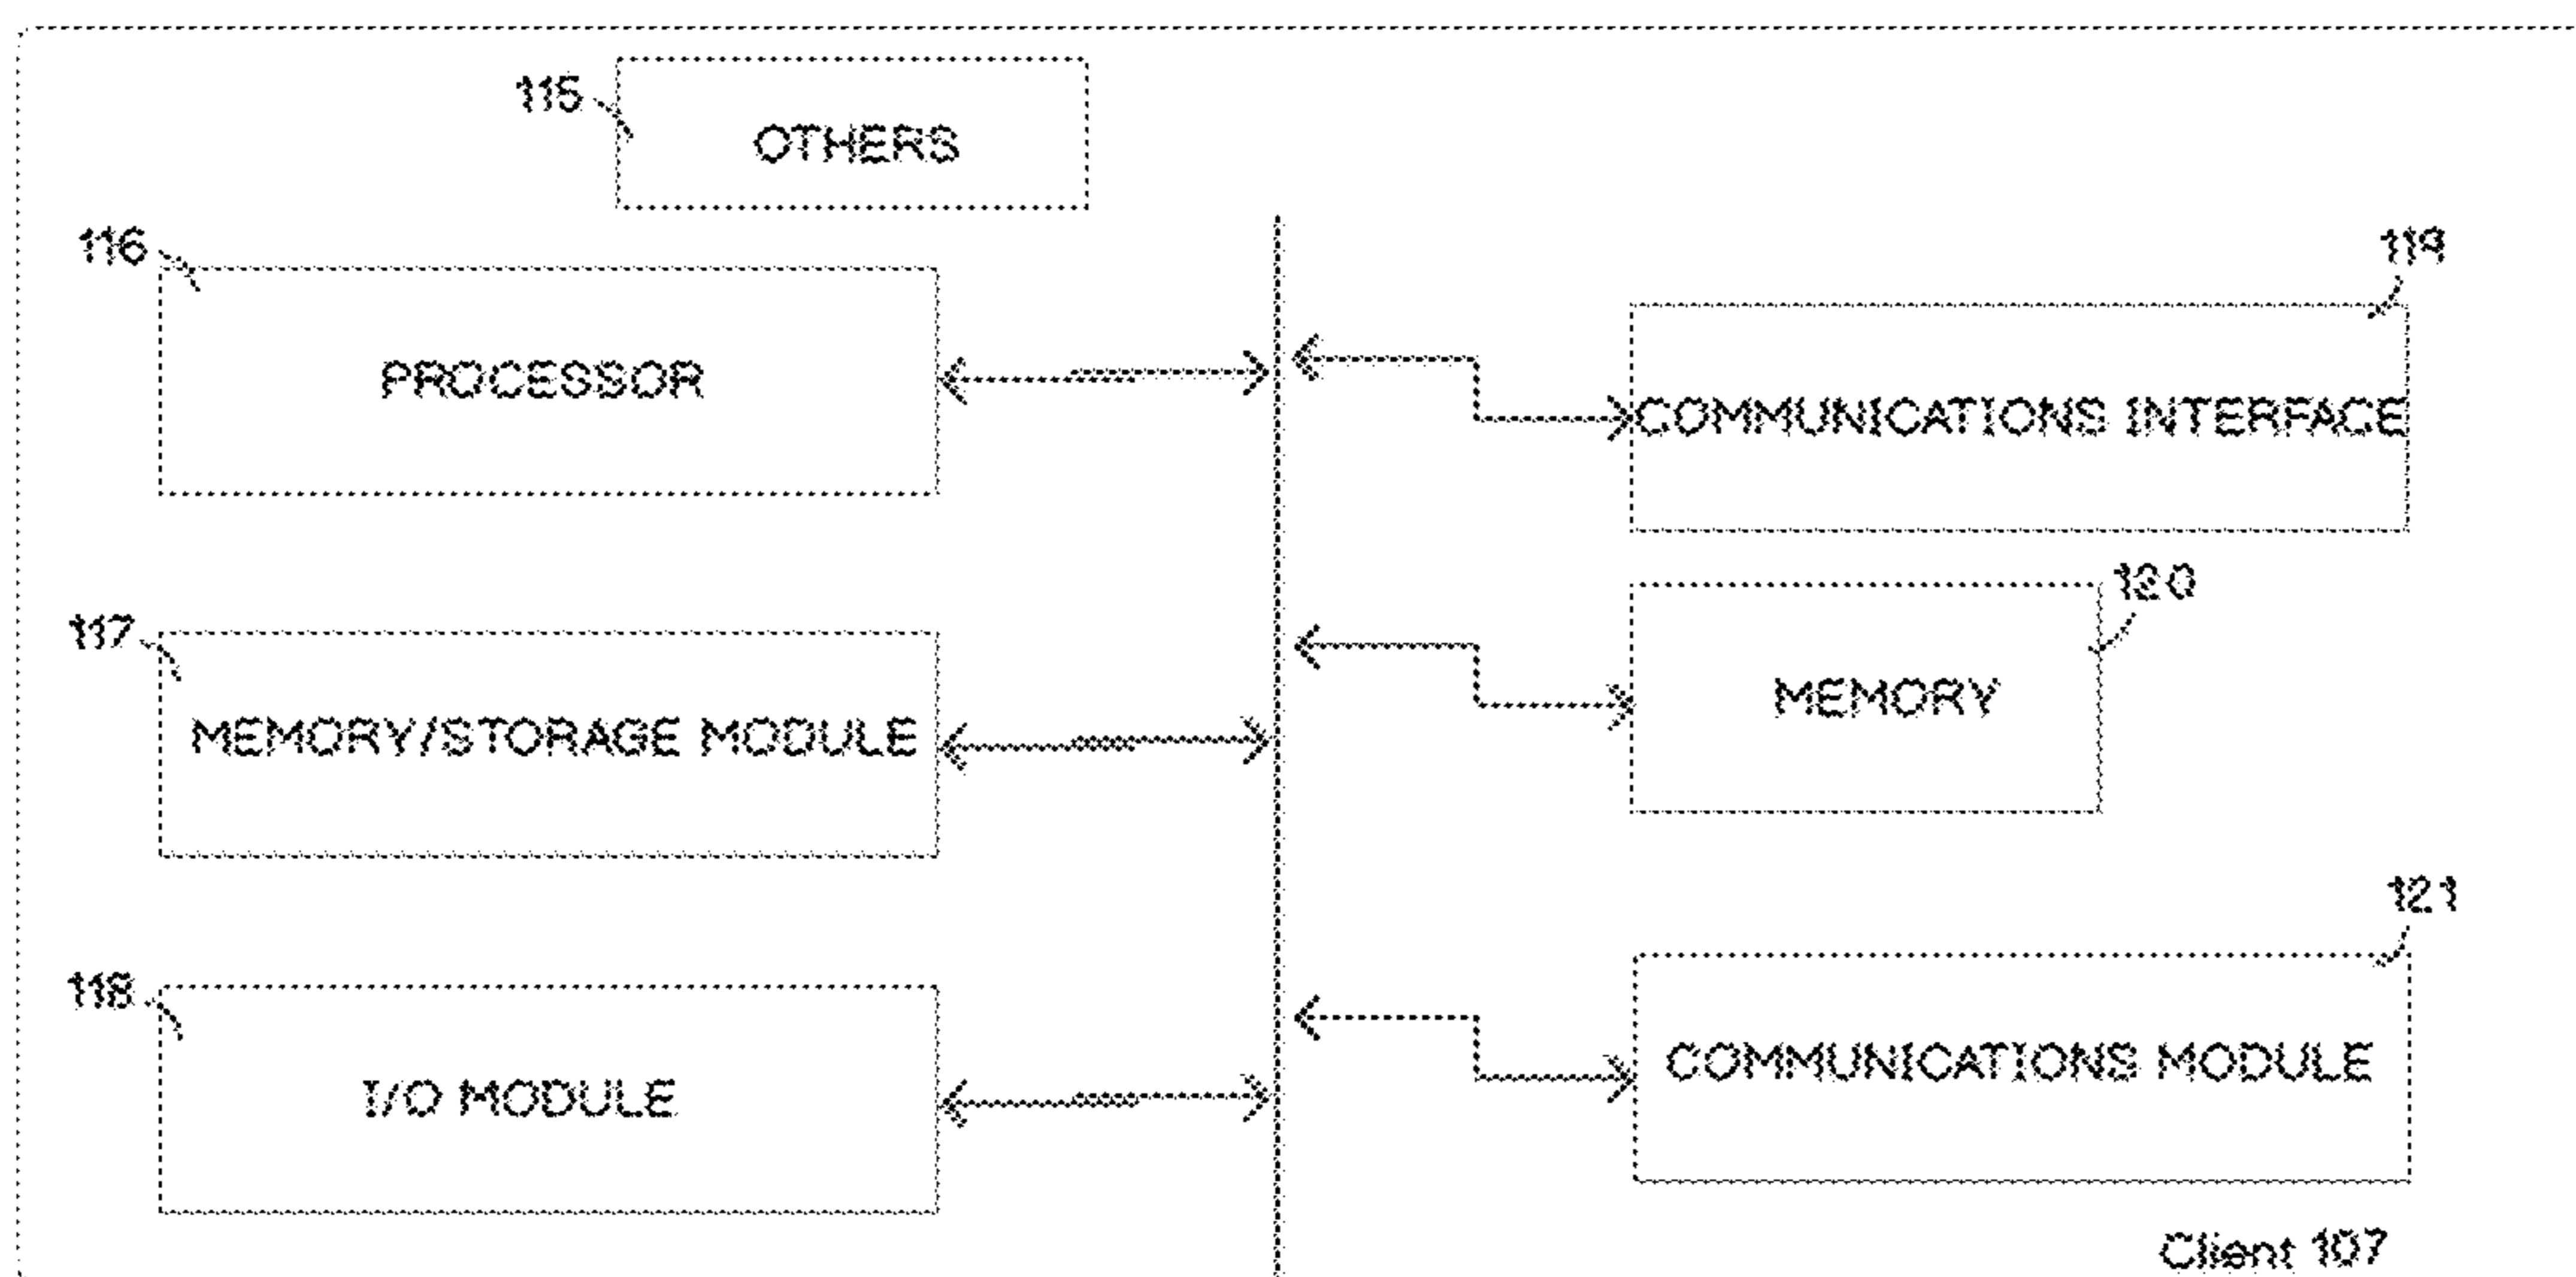 115
OTHERS
116
PROCESSOR
119
COMMUNICATIONS INTERFACE
117
MEMORY/STORAGE MODULE
120
MEMORY
118
I/O MODULE
121
COMMUNICATIONS MODULE
Client 107